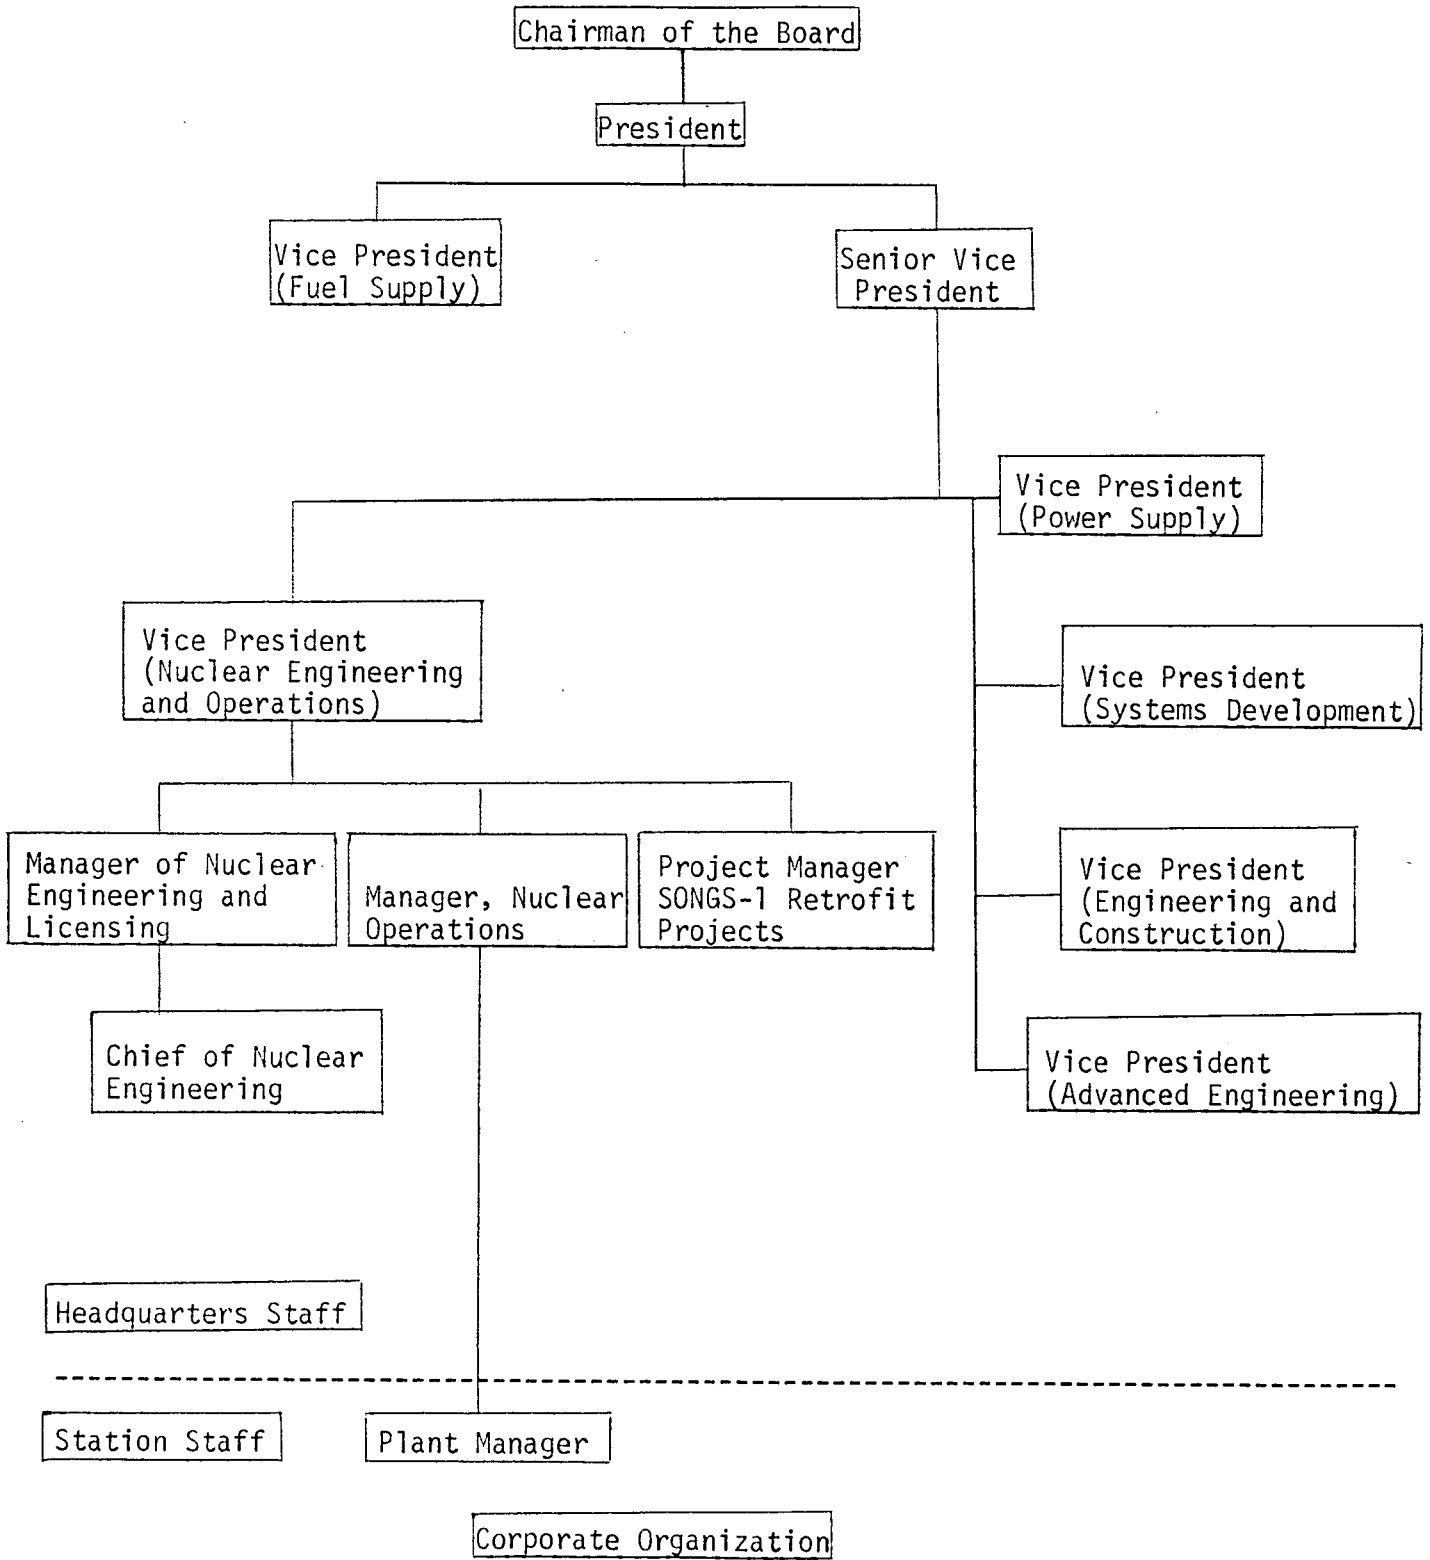 Chairman of the Board
President
Vice President
(Fuel Supply)
Senior Vice
President
Vice President
(Power Supply)
Vice President
(Nuclear Engineering
and Operations)
Vice President
(Systems Development)
Manager of Nuclear
Engineering and
Licensing
Manager, Nuclear
Operations
Project Manager
SONGS-1 Retrofit
Projects
Vice President
(Engineering and
Construction)
Chief of Nuclear
Engineering
Vice President
(Advanced Engineering)
Headquarters Staff
Station Staff
Plant Manager
Corporate Organization